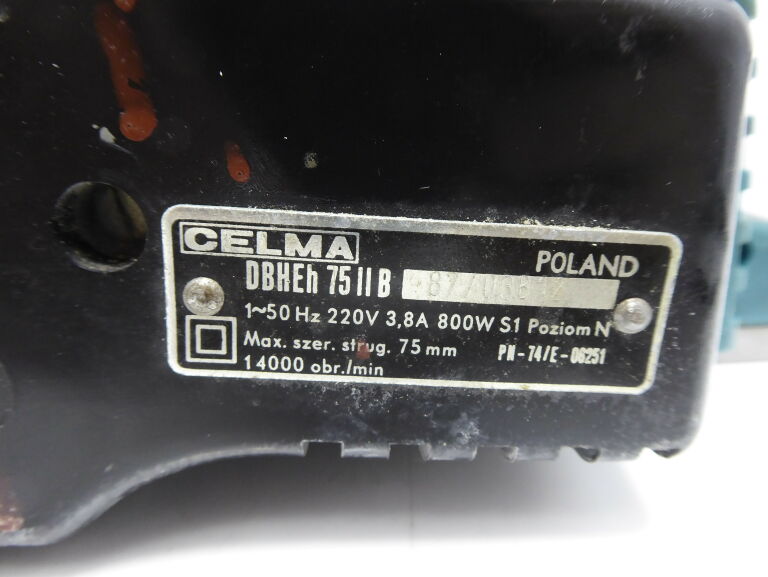 CELMA
POLAND
DBHEh 75 II B
1~50 Hz 220V 3,8A 800W S1 Poziom N
Max. szer. strug. 75 mm PN-74/E-08251
14000 obr./min